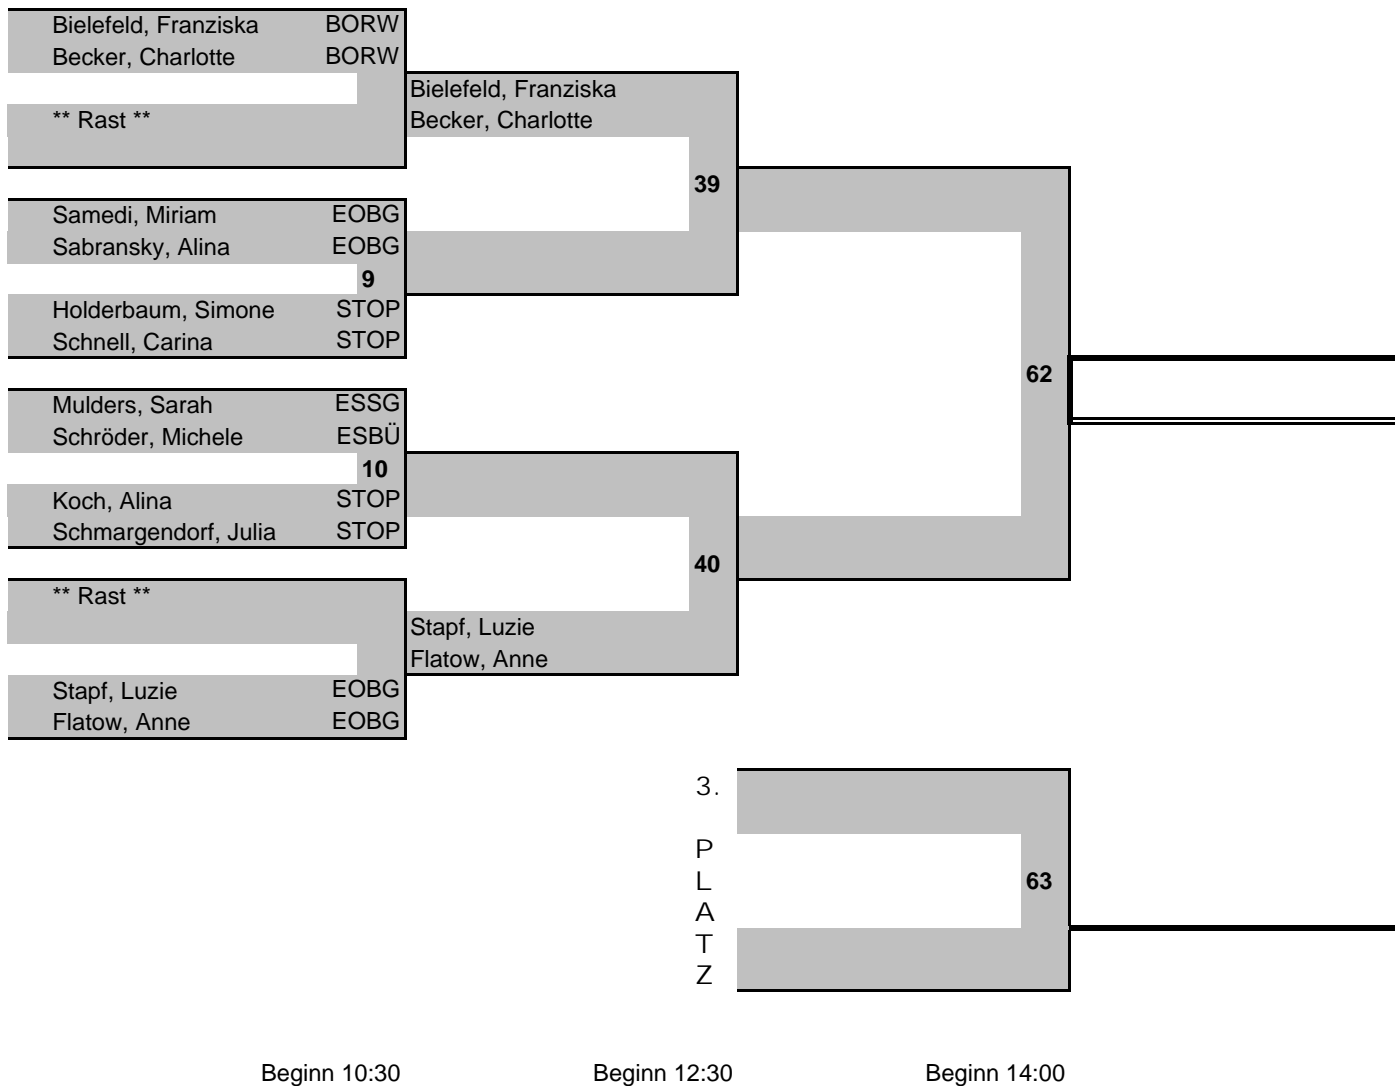 Bielefeld, Franziska BORW
Becker, Charlotte BORW
** Rast **
Samedi, Miriam EOBG
Sabransky, Alina EOBG
9
Holderbaum, Simone STOP
Schnell, Carina STOP
Mulders, Sarah ESSG
Schröder, Michele ESBÜ
10
Koch, Alina STOP
Schmargendorf, Julia STOP
** Rast **
Stapf, Luzie EOBG
Flatow, Anne EOBG
Bielefeld, Franziska
Becker, Charlotte
39
40
Stapf, Luzie
Flatow, Anne
62
3.
P
L
A
T
Z
63
Beginn 10:30 Beginn 12:30 Beginn 14:00